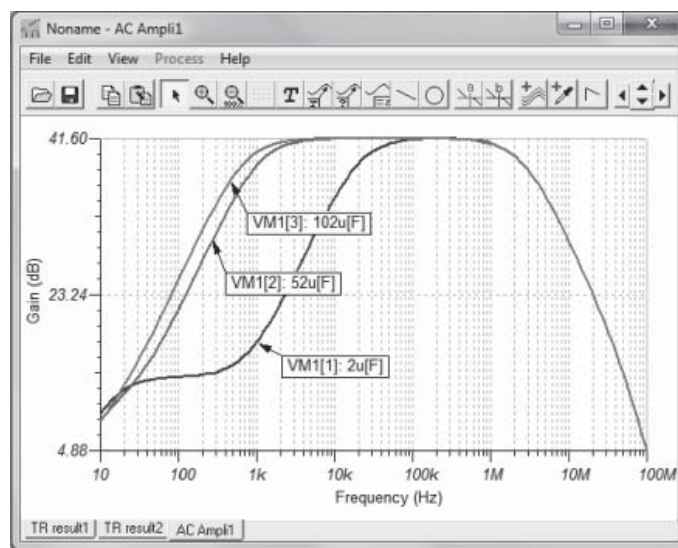 Noname - AC Ampli1
File Edit View Process Help
T
41.60
VM1[3]: 102u[F]
VM1[2]: 52u[F]
23.24
VM1[1]: 2u[F]
4.88
Gain (dB)
10 100 1k 10k 100k 1M 10M 100M
Frequency (Hz)
TR result1 TR result2 AC Ampli1